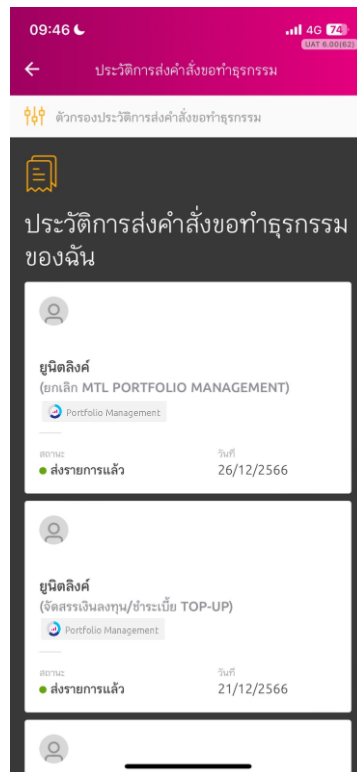 09:46
4G 74
UAT 6.00(62)
ประวัติการส่งคำสั่งขอทำธุรกรรม
ตัวกรองประวัติการส่งคำสั่งขอทำธุรกรรม
ประวัติการส่งคำสั่งขอทำธุรกรรม
ของฉัน
ยูนิตลิงค์
(ยกเลิก MTL PORTFOLIO MANAGEMENT)
Portfolio Management
สถานะ วันที่
ส่งรายการแล้ว 26/12/2566
ยูนิตลิงค์
(จัดสรรเงินลงทุน/ชำระเบี้ย TOP-UP)
Portfolio Management
สถานะ วันที่
ส่งรายการแล้ว 21/12/2566